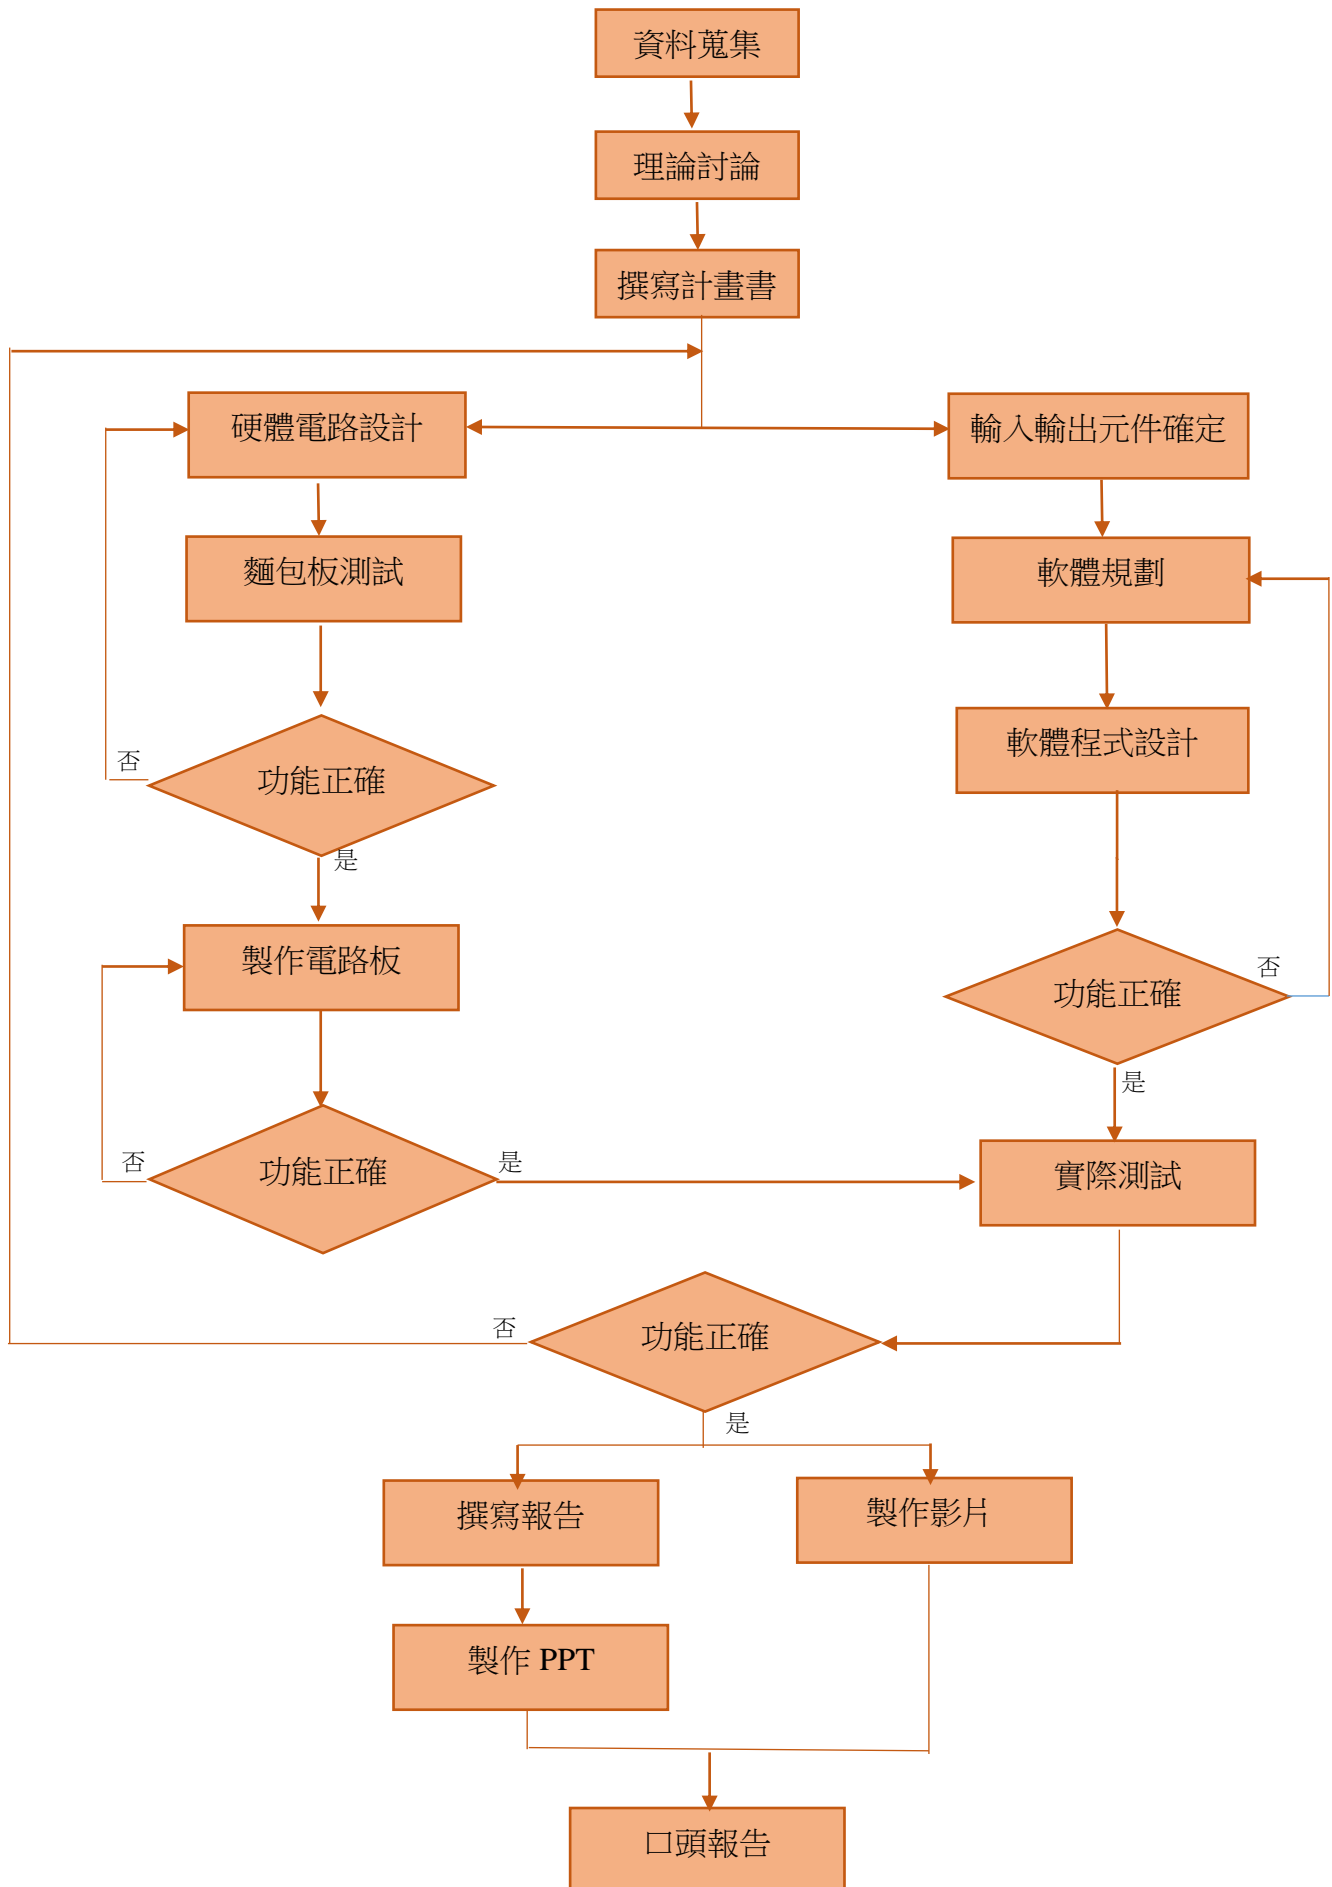 資料蒐集
理論討論
撰寫計畫書
硬體電路設計
輸入輸出元件確定
麵包板測試
軟體規劃
軟體程式設計
否
功能正確
是
製作電路板
否
功能正確
是
否
功能正確
是
實際測試
否
功能正確
是
撰寫報告
製作影片
製作 PPT
口頭報告